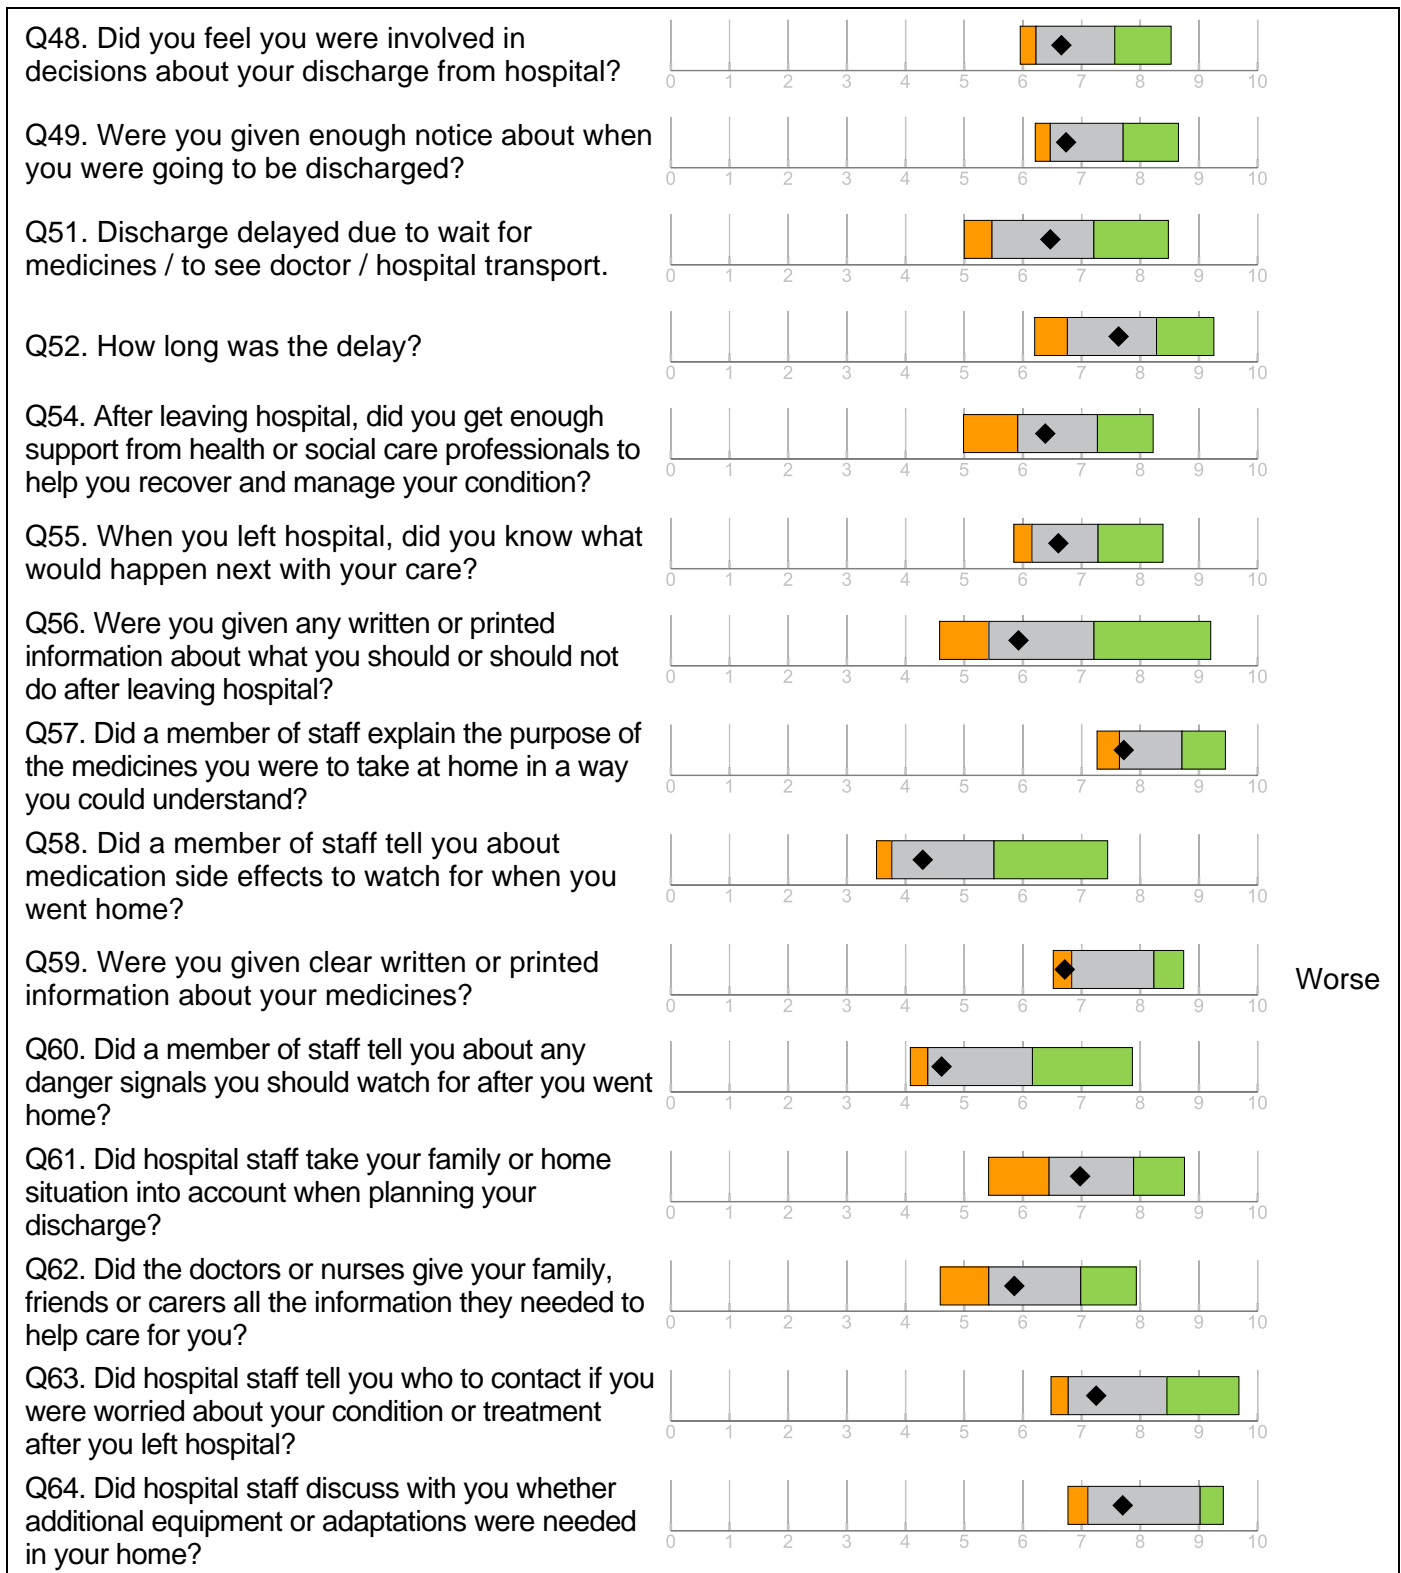 Q48. Did you feel you were involved in
decisions about your discharge from hospital?
0 1 2 3 4 5 6 7 8 9 10
Q49. Were you given enough notice about when
you were going to be discharged?
0 1 2 3 4 5 6 7 8 9 10
Q51. Discharge delayed due to wait for
medicines / to see doctor / hospital transport.
0 1 2 3 4 5 6 7 8 9 10
Q52. How long was the delay?
0 1 2 3 4 5 6 7 8 9 10
Q54. After leaving hospital, did you get enough
support from health or social care professionals to
help you recover and manage your condition?
0 1 2 3 4 5 6 7 8 9 10
Q55. When you left hospital, did you know what
would happen next with your care?
0 1 2 3 4 5 6 7 8 9 10
Q56. Were you given any written or printed
information about what you should or should not
do after leaving hospital?
0 1 2 3 4 5 6 7 8 9 10
Q57. Did a member of staff explain the purpose of
the medicines you were to take at home in a way
you could understand?
0 1 2 3 4 5 6 7 8 9 10
Q58. Did a member of staff tell you about
medication side effects to watch for when you
went home?
0 1 2 3 4 5 6 7 8 9 10
Q59. Were you given clear written or printed
information about your medicines?
0 1 2 3 4 5 6 7 8 9 10
Worse
Q60. Did a member of staff tell you about any
danger signals you should watch for after you went
home?
0 1 2 3 4 5 6 7 8 9 10
Q61. Did hospital staff take your family or home
situation into account when planning your
discharge?
0 1 2 3 4 5 6 7 8 9 10
Q62. Did the doctors or nurses give your family,
friends or carers all the information they needed to
help care for you?
0 1 2 3 4 5 6 7 8 9 10
Q63. Did hospital staff tell you who to contact if you
were worried about your condition or treatment
after you left hospital?
0 1 2 3 4 5 6 7 8 9 10
Q64. Did hospital staff discuss with you whether
additional equipment or adaptations were needed
in your home?
0 1 2 3 4 5 6 7 8 9 10